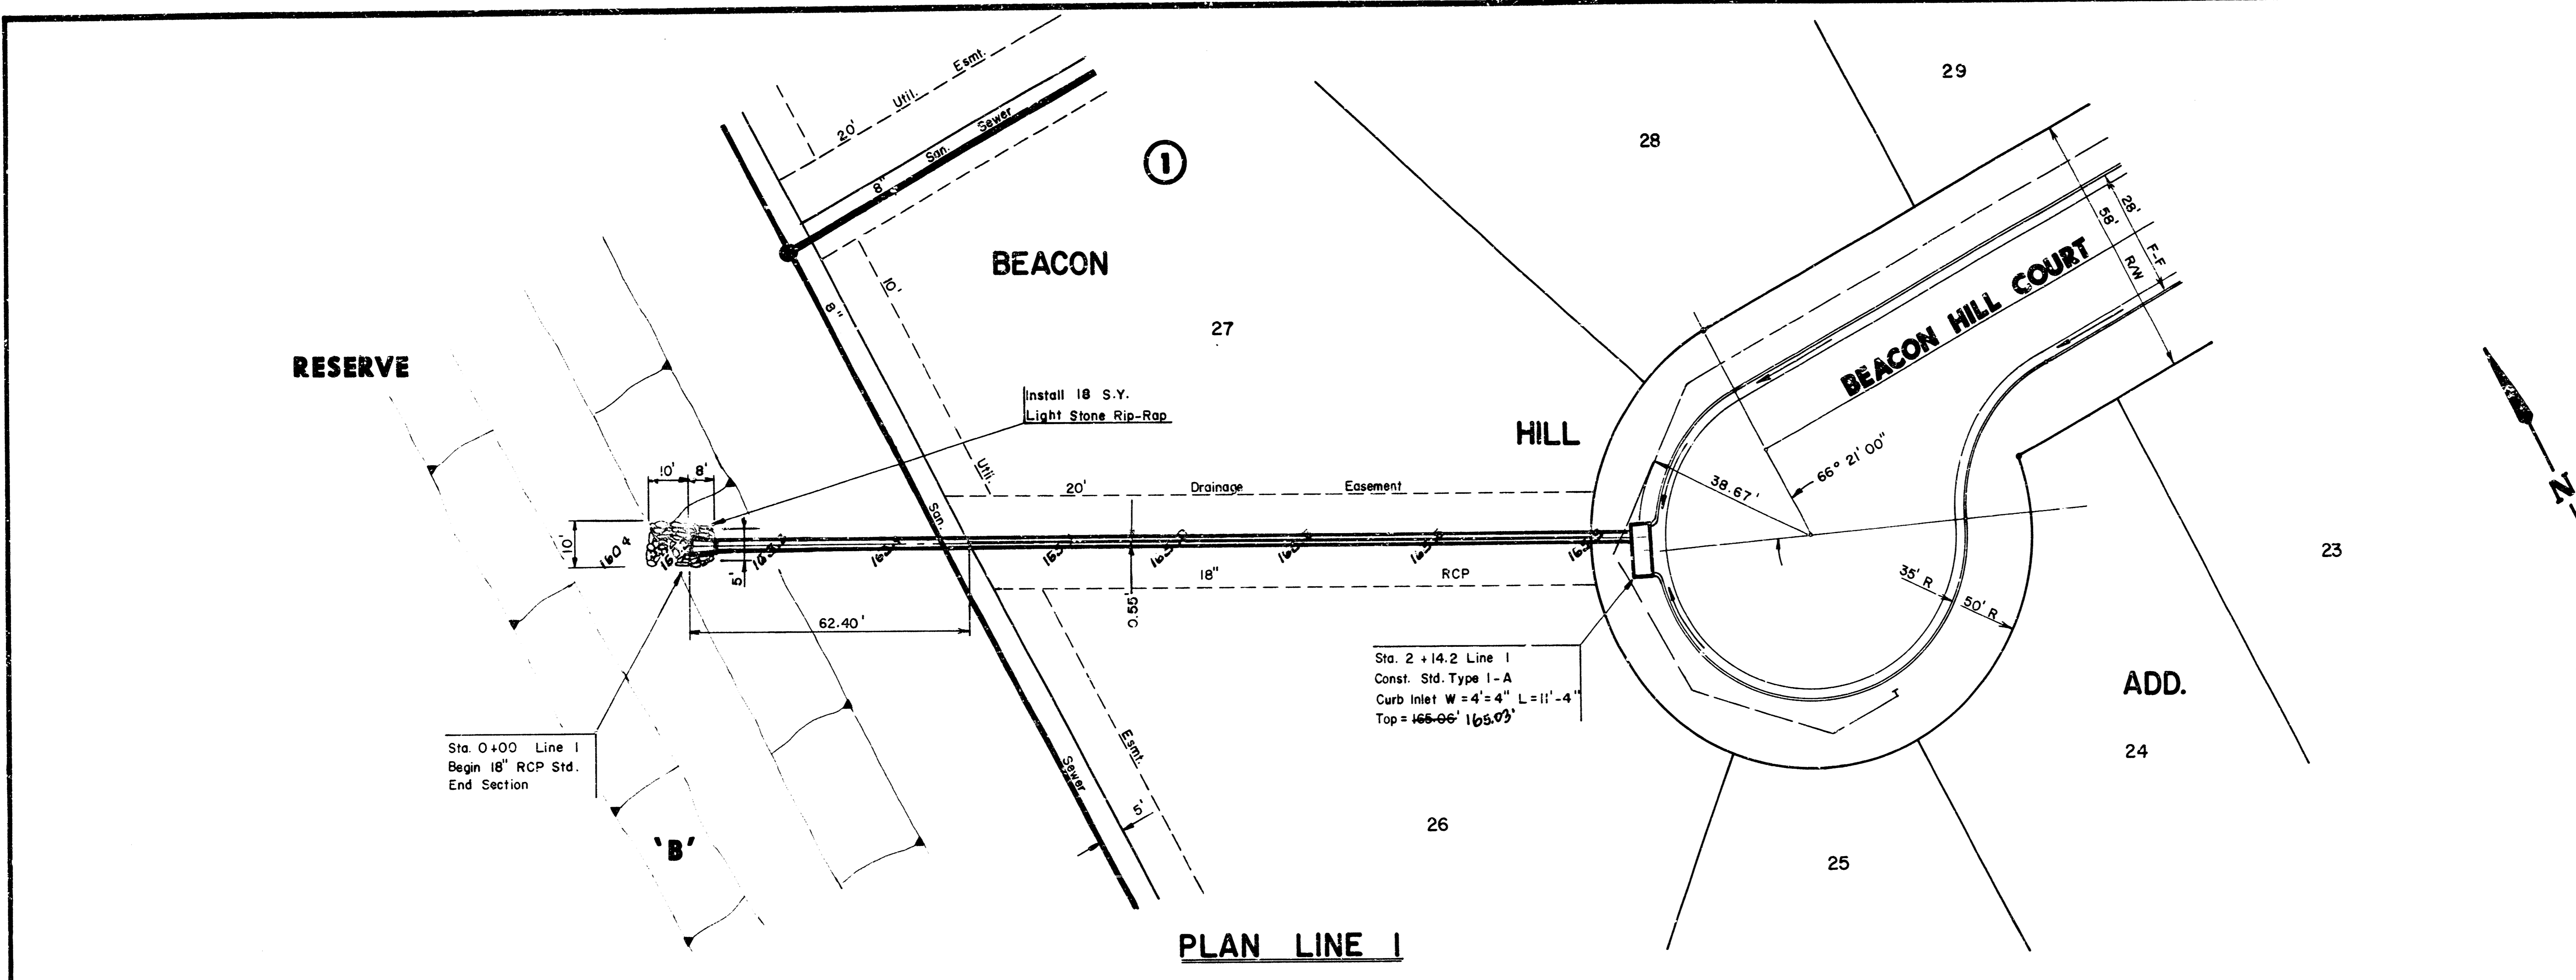 29
28
20' Util. Esmt.
8" San. Sewer
1
BEACON
27
10'
8"
28'
58'
F-F
R/W
BEACON HILL COURT
RESERVE
Install 18 S.Y.
Light Stone Rip-Rap
HILL
66° 21' 00"
38.67'
N
10' 8'
Util.
20' Drainage Easement
San.
10'
160.4
5'
18" RCP
0.55'
62.40'
35' R
50' R
23
Sta. 2+14.2 Line 1
Const. Std. Type 1-A
Curb Inlet W=4'=4" L=11'-4"
Top = 165.06' 165.03'
ADD.
24
Sta. 0+00 Line 1
Begin 18" RCP Std.
End Section
Esmt.
Sewer
5'
26
'B'
25
PLAN LINE 1